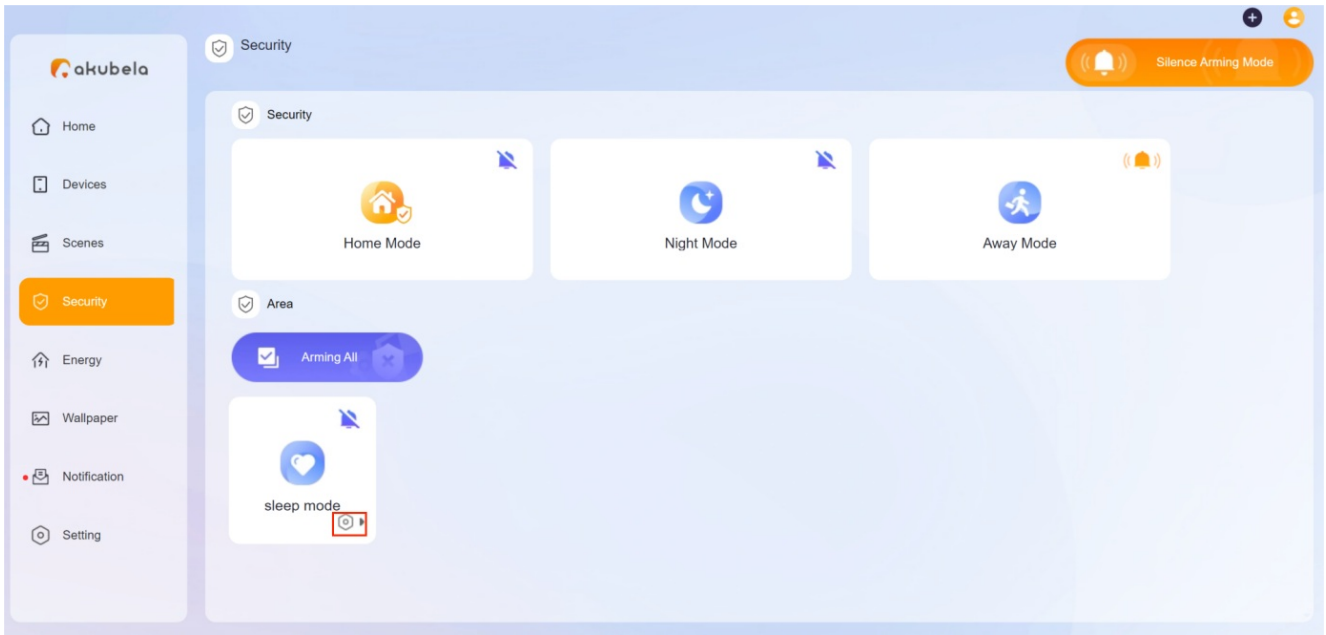 akubela
Home
Devices
Scenes
Security
Energy
Wallpaper
Notification
Setting
Security
Silence Arming Mode
Security
Home Mode
Night Mode
Away Mode
Area
Arming All
sleep mode